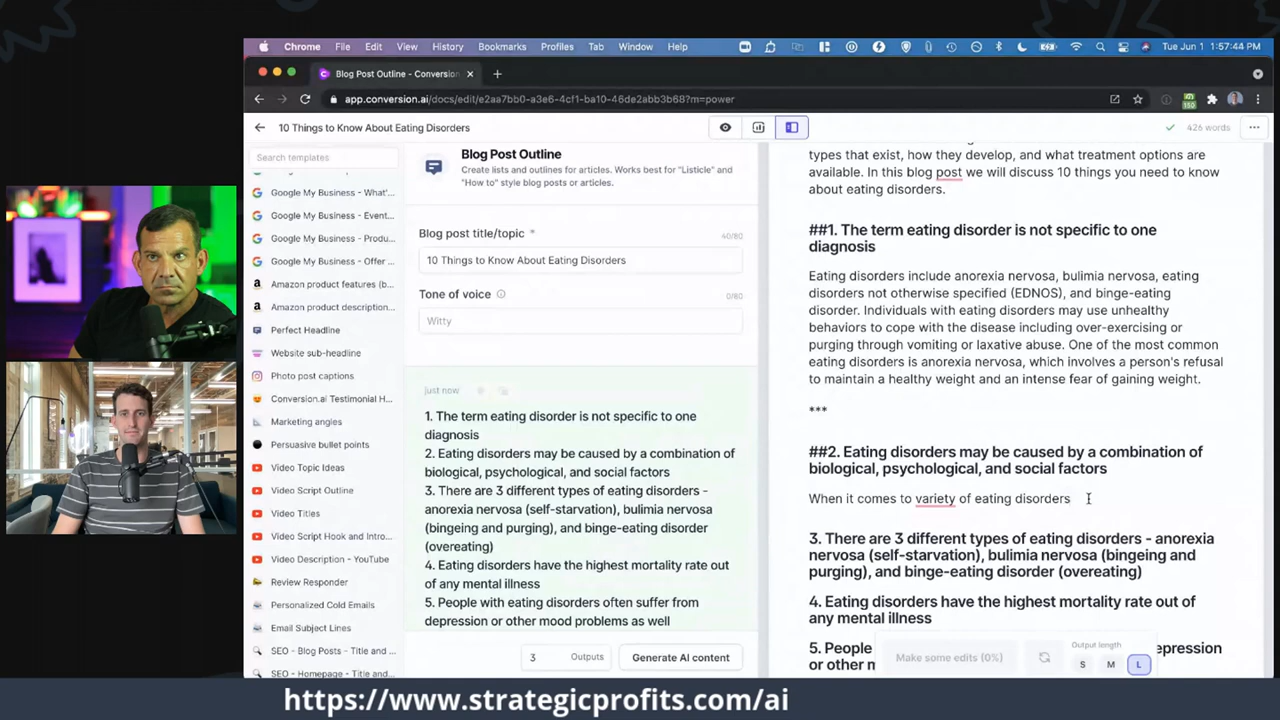 Chrome File Edit View History Bookmarks Profiles Tab Window Help Tue Jun 1 1:57:44 PM
Blog Post Outline - Conversion
app.conversion.ai/docs/edit/e2aa7bb0-a3e6-4cf1-ba10-46de2abb3b68?m=power
150
10 Things to Know About Eating Disorders
426 words
Search templates
Google My Business - What'...
Google My Business - Event...
Google My Business - Produ...
Google My Business - Offer ...
Amazon product features (b...
Amazon product description...
Perfect Headline
Website sub-headline
Photo post captions
Conversion.ai Testimonial H...
Marketing angles
Persuasive bullet points
Video Topic Ideas
Video Script Outline
Video Titles
Video Script Hook and Intro...
Video Description - YouTube
Review Responder
Personalized Cold Emails
Email Subject Lines
SEO - Blog Posts - Title and ...
SEO - Homepage - Title and...
Blog Post Outline
Create lists and outlines for articles. Works best for "Listicle" and
"How to" style blog posts or articles.
Blog post title/topic *
40/80
10 Things to Know About Eating Disorders
Tone of voice
0/80
Witty
just now
1. The term eating disorder is not specific to one
diagnosis
2. Eating disorders may be caused by a combination of
biological, psychological, and social factors
3. There are 3 different types of eating disorders -
anorexia nervosa (self-starvation), bulimia nervosa
(bingeing and purging), and binge-eating disorder
(overeating)
4. Eating disorders have the highest mortality rate out
of any mental illness
5. People with eating disorders often suffer from
depression or other mood problems as well
3 Outputs
Generate AI content
types that exist, how they develop, and what treatment options are
available. In this blog post we will discuss 10 things you need to know
about eating disorders.
##1. The term eating disorder is not specific to one
diagnosis
Eating disorders include anorexia nervosa, bulimia nervosa, eating
disorders not otherwise specified (EDNOS), and binge-eating
disorder. Individuals with eating disorders may use unhealthy
behaviors to cope with the disease including over-exercising or
purging through vomiting or laxative abuse. One of the most common
eating disorders is anorexia nervosa, which involves a person's refusal
to maintain a healthy weight and an intense fear of gaining weight.
***
##2. Eating disorders may be caused by a combination of
biological, psychological, and social factors
When it comes to variety of eating disorders
3. There are 3 different types of eating disorders - anorexia
nervosa (self-starvation), bulimia nervosa (bingeing and
purging), and binge-eating disorder (overeating)
4. Eating disorders have the highest mortality rate out of
any mental illness
5. People
or other
pression
Make some edits (0%)
Output length
S M L
https://www.strategicprofits.com/ai